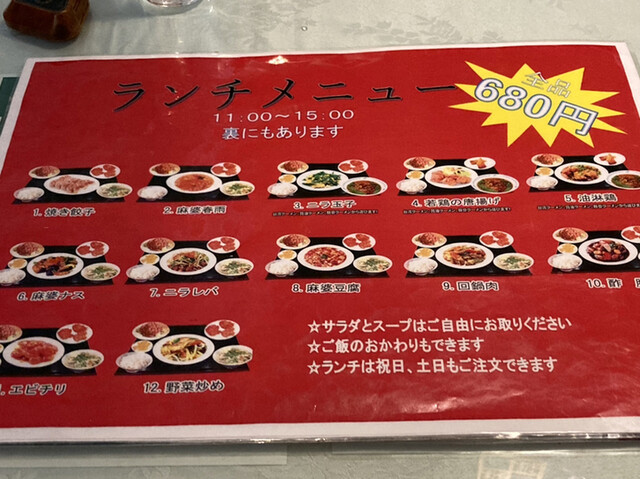 ランチメニュー
全品
680円
11:00～15:00
裏にもあります
1. 焼き餃子
2. 麻婆春雨
3. ニラ玉子
4. 若鶏の唐揚げ
5. 油淋鶏
6. 麻婆ナス
7. ニラレバ
8. 麻婆豆腐
9. 回鍋肉
10. 酢
. エビチリ
12. 野菜炒め
☆サラダとスープはご自由にお取りください
☆ご飯のおかわりもできます
☆ランチは祝日、土日もご注文できます